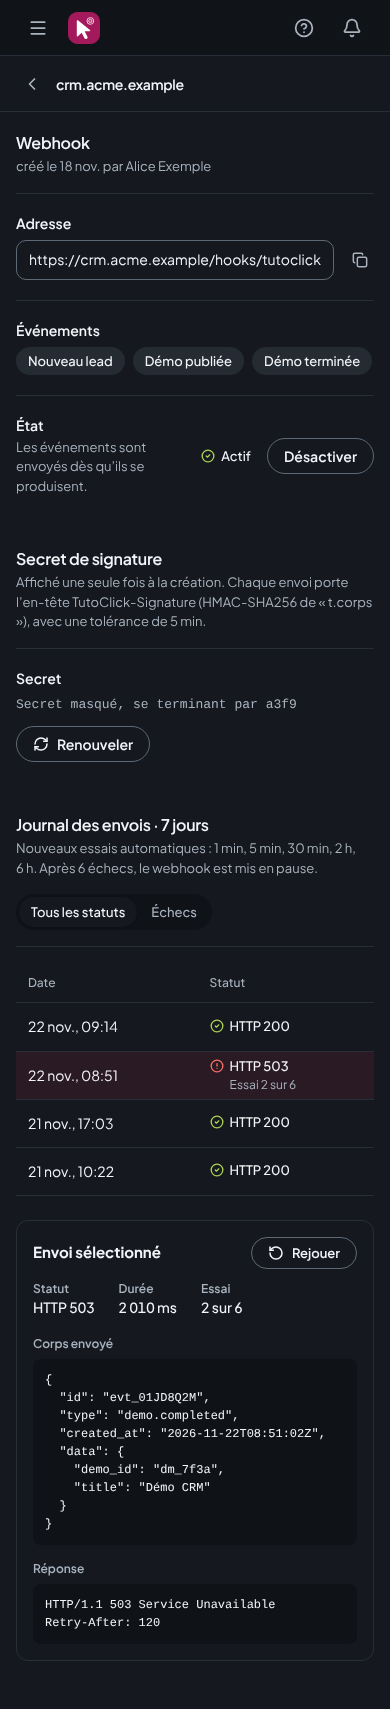 crm.acme.example
Webhook
créé le 18 nov. par Alice Exemple
Adresse
https://crm.acme.example/hooks/tutoclick
Événements
Nouveau lead Démo publiée Démo terminée
État
Les événements sont
envoyés dès qu'ils se
produisent.
Actif Désactiver
Secret de signature
Affiché une seule fois à la création. Chaque envoi porte
l'en-tête TutoClick-Signature (HMAC-SHA256 de « t.corps
»), avec une tolérance de 5 min.
Secret
Secret masqué, se terminant par a3f9
Renouveler
Journal des envois · 7 jours
Nouveaux essais automatiques : 1 min, 5 min, 30 min, 2 h,
6 h. Après 6 échecs, le webhook est mis en pause.
Tous les statuts Échecs
Date Statut
22 nov., 09:14 HTTP 200
22 nov., 08:51 HTTP 503
Essai 2 sur 6
21 nov., 17:03 HTTP 200
21 nov., 10:22 HTTP 200
Envoi sélectionné Rejouer
Statut Durée Essai
HTTP 503 2 010 ms 2 sur 6
Corps envoyé
{
  "id": "evt_01JD8Q2M",
  "type": "demo.completed",
  "created_at": "2026-11-22T08:51:02Z",
  "data": {
    "demo_id": "dm_7f3a",
    "title": "Démo CRM"
  }
}
Réponse
HTTP/1.1 503 Service Unavailable
Retry-After: 120